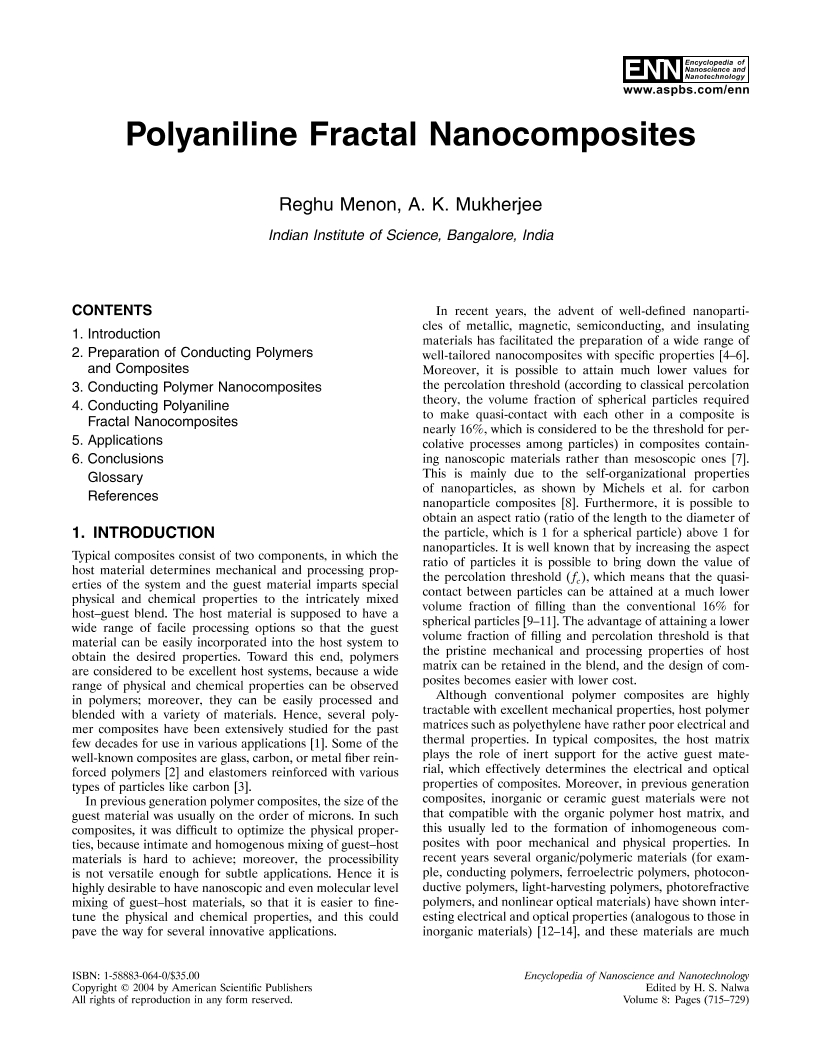 ENN
Encyclopedia of
Nanoscience and
Nanotechnology
www.aspbs.com/enn
Polyaniline Fractal Nanocomposites
Reghu Menon, A. K. Mukherjee
Indian Institute of Science, Bangalore, India
CONTENTS
1. Introduction
2. Preparation of Conducting Polymers
and Composites
3. Conducting Polymer Nanocomposites
4. Conducting Polyaniline
Fractal Nanocomposites
5. Applications
6. Conclusions
Glossary
References
1. INTRODUCTION
Typical composites consist of two components, in which the
host material determines mechanical and processing prop-
erties of the system and the guest material imparts special
physical and chemical properties to the intricately mixed
host–guest blend. The host material is supposed to have a
wide range of facile processing options so that the guest
material can be easily incorporated into the host system to
obtain the desired properties. Toward this end, polymers
are considered to be excellent host systems, because a wide
range of physical and chemical properties can be observed
in polymers; moreover, they can be easily processed and
blended with a variety of materials. Hence, several poly-
mer composites have been extensively studied for the past
few decades for use in various applications [1]. Some of the
well-known composites are glass, carbon, or metal fiber rein-
forced polymers [2] and elastomers reinforced with various
types of particles like carbon [3].
In previous generation polymer composites, the size of the
guest material was usually on the order of microns. In such
composites, it was difficult to optimize the physical proper-
ties, because intimate and homogenous mixing of guest–host
materials is hard to achieve; moreover, the processibility
is not versatile enough for subtle applications. Hence it is
highly desirable to have nanoscopic and even molecular level
mixing of guest–host materials, so that it is easier to fine-
tune the physical and chemical properties, and this could
pave the way for several innovative applications.
In recent years, the advent of well-defined nanoparti-
cles of metallic, magnetic, semiconducting, and insulating
materials has facilitated the preparation of a wide range of
well-tailored nanocomposites with specific properties [4–6].
Moreover, it is possible to attain much lower values for
the percolation threshold (according to classical percolation
theory, the volume fraction of spherical particles required
to make quasi-contact with each other in a composite is
nearly 16%, which is considered to be the threshold for per-
colative processes among particles) in composites contain-
ing nanoscopic materials rather than mesoscopic ones [7].
This is mainly due to the self-organizational properties
of nanoparticles, as shown by Michels et al. for carbon
nanoparticle composites [8]. Furthermore, it is possible to
obtain an aspect ratio (ratio of the length to the diameter of
the particle, which is 1 for a spherical particle) above 1 for
nanoparticles. It is well known that by increasing the aspect
ratio of particles it is possible to bring down the value of
the percolation threshold (fc), which means that the quasi-
contact between particles can be attained at a much lower
volume fraction of filling than the conventional 16% for
spherical particles [9–11]. The advantage of attaining a lower
volume fraction of filling and percolation threshold is that
the pristine mechanical and processing properties of host
matrix can be retained in the blend, and the design of com-
posites becomes easier with lower cost.
Although conventional polymer composites are highly
tractable with excellent mechanical properties, host polymer
matrices such as polyethylene have rather poor electrical and
thermal properties. In typical composites, the host matrix
plays the role of inert support for the active guest mate-
rial, which effectively determines the electrical and optical
properties of composites. Moreover, in previous generation
composites, inorganic or ceramic guest materials were not
that compatible with the organic polymer host matrix, and
this usually led to the formation of inhomogeneous com-
posites with poor mechanical and physical properties. In
recent years several organic/polymeric materials (for exam-
ple, conducting polymers, ferroelectric polymers, photocon-
ductive polymers, light-harvesting polymers, photorefractive
polymers, and nonlinear optical materials) have shown inter-
esting electrical and optical properties (analogous to those in
inorganic materials) [12–14], and these materials are much
ISBN: 1-58883-064-0/$35.00
Copyright © 2004 by American Scientific Publishers
All rights of reproduction in any form reserved.
Encyclopedia of Nanoscience and Nanotechnology
Edited by H. S. Nalwa
Volume 8: Pages (715–729)